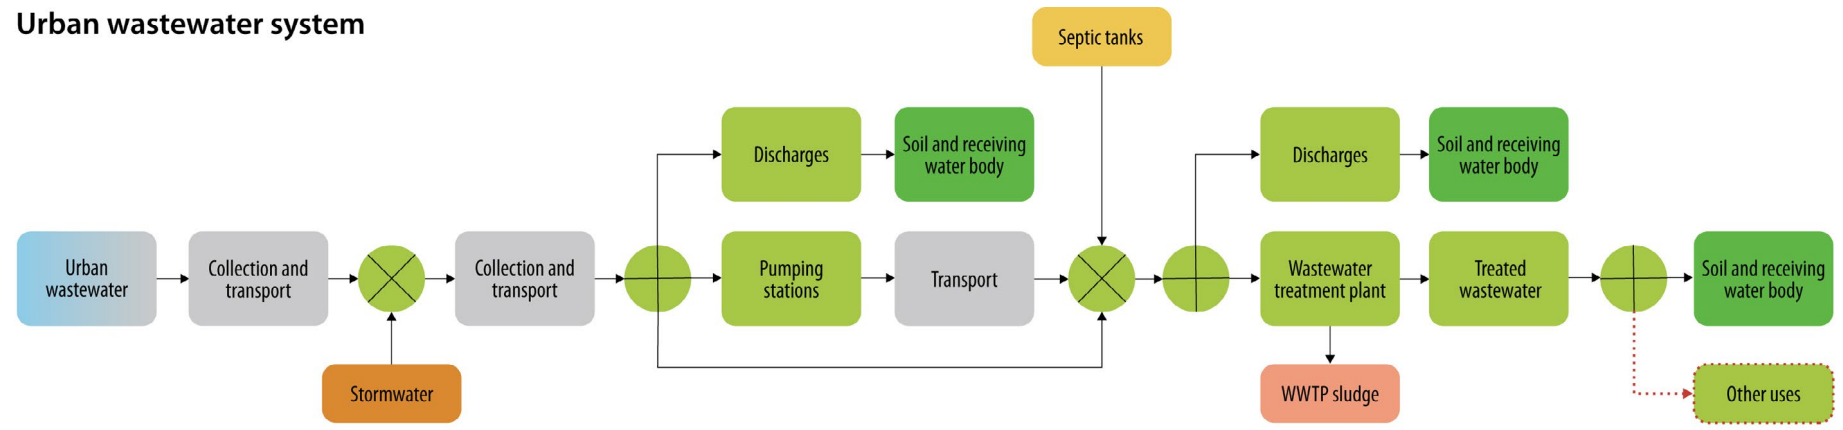 Urban wastewater system
Septic tanks
Discharges
Soil and receiving
water body
Discharges
Soil and receiving
water body
Urban
wastewater
Collection and
transport
Collection and
transport
Pumping
stations
Transport
Wastewater
treatment plant
Treated
wastewater
Soil and receiving
water body
Stormwater
WWTP sludge
Other uses